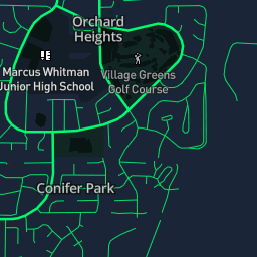 Orchard
Heights
Marcus Whitman
Junior High School
Village Greens
Golf Course
Conifer Park